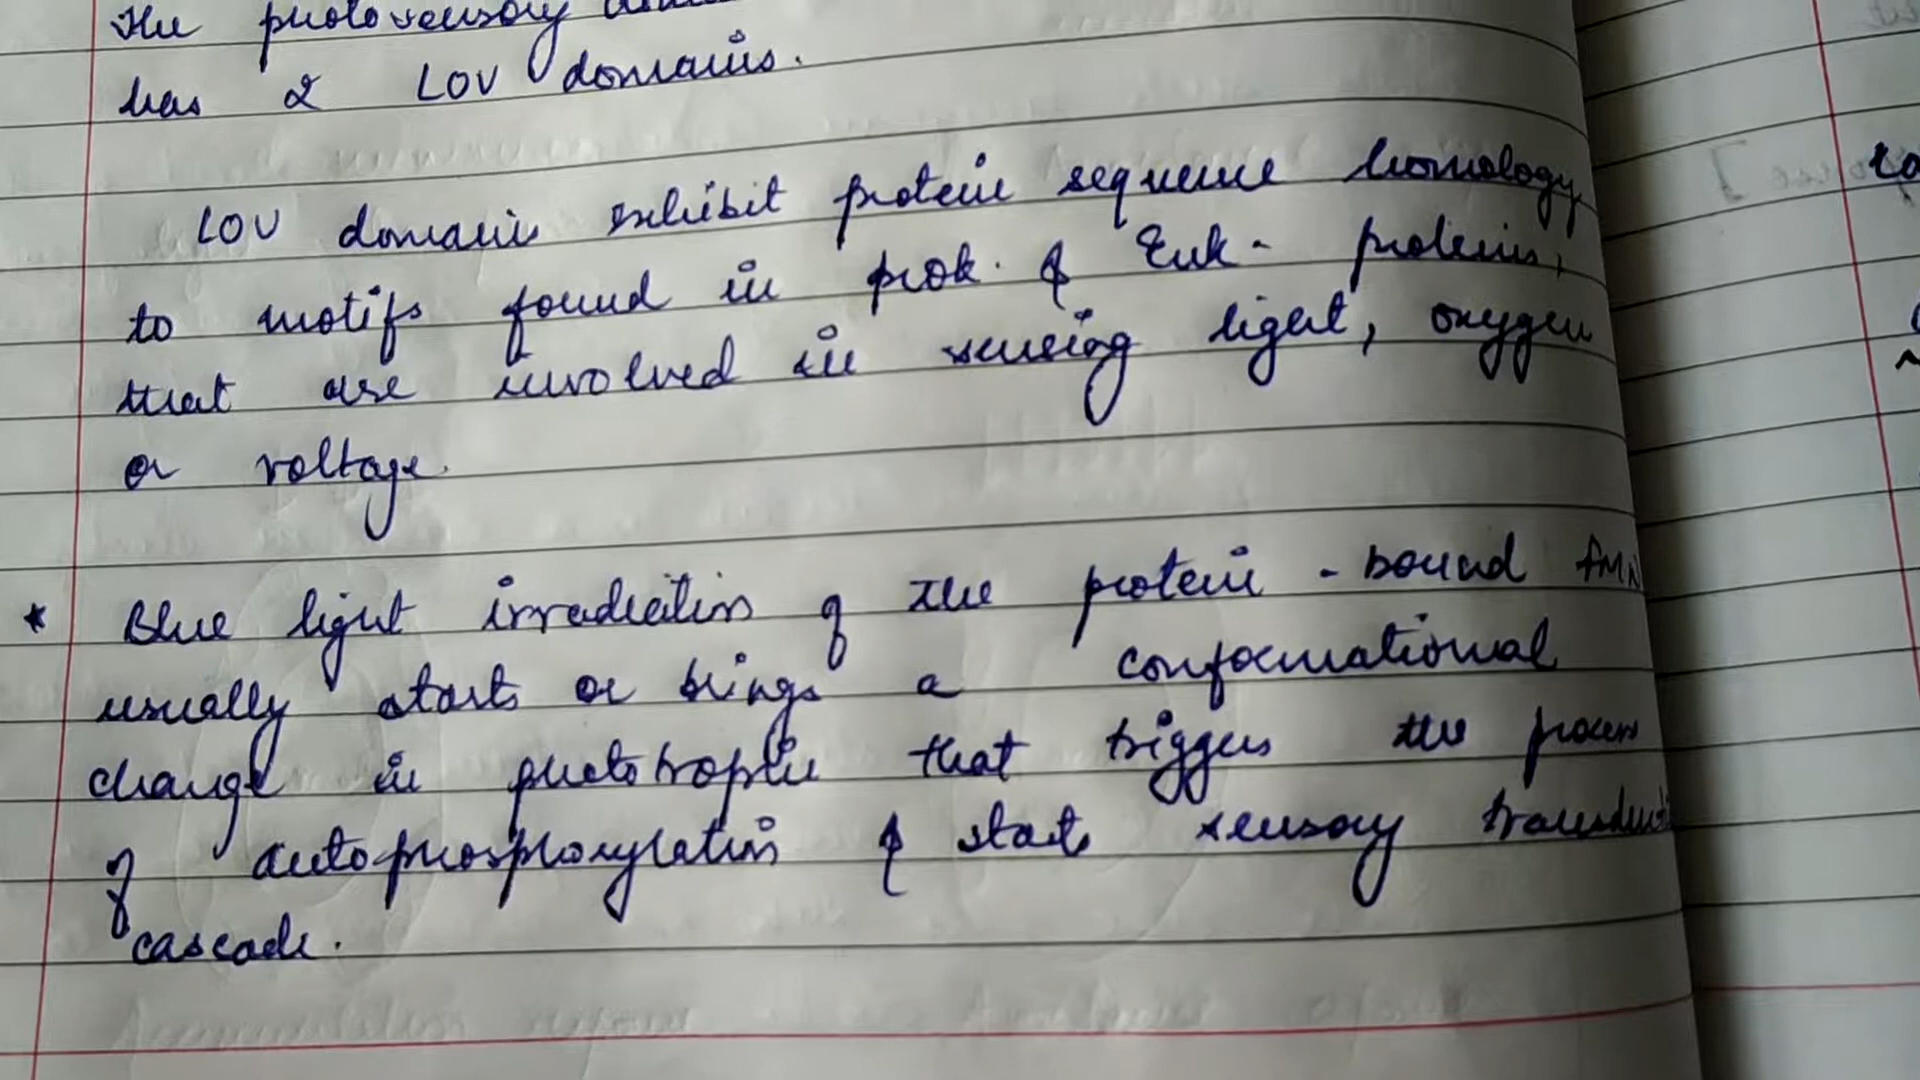 the photosensory
has 2 LOV domains.
LOV domain exhibit protein sequence homology
to motifs found in prok. & Euk. proteins,
that are involved in sensing light, oxygen
or voltage.
* Blue light irradiation of the protein-bound FMN
usually starts or brings a conformational
change in phototropin that triggers the process
of autophosphorylation & starts sensory
cascade.